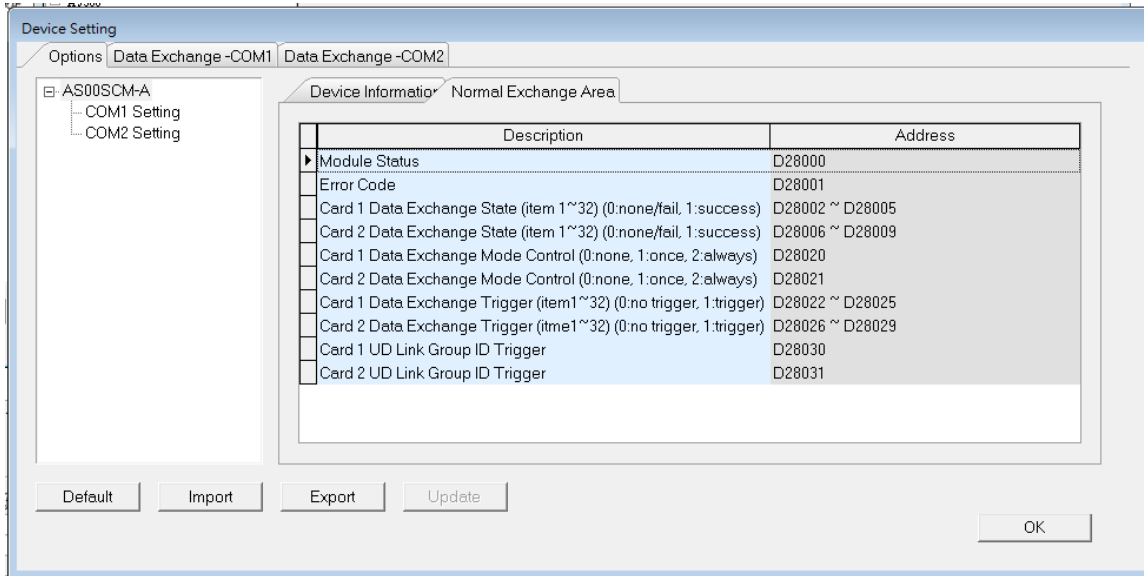 Device Setting
Options Data Exchange -COM1 Data Exchange -COM2
AS00SCM-A
COM1 Setting
COM2 Setting
Device Information Normal Exchange Area
Description Address
Module Status D28000
Error Code D28001
Card 1 Data Exchange State (item 1~32) (0:none/fail, 1:success) D28002 ~ D28005
Card 2 Data Exchange State (item 1~32) (0:none/fail, 1:success) D28006 ~ D28009
Card 1 Data Exchange Mode Control (0:none, 1:once, 2:always) D28020
Card 2 Data Exchange Mode Control (0:none, 1:once, 2:always) D28021
Card 1 Data Exchange Trigger (item1~32) (0:no trigger, 1:trigger) D28022 ~ D28025
Card 2 Data Exchange Trigger (itme1~32) (0:no trigger, 1:trigger) D28026 ~ D28029
Card 1 UD Link Group ID Trigger D28030
Card 2 UD Link Group ID Trigger D28031
Default Import Export Update
OK